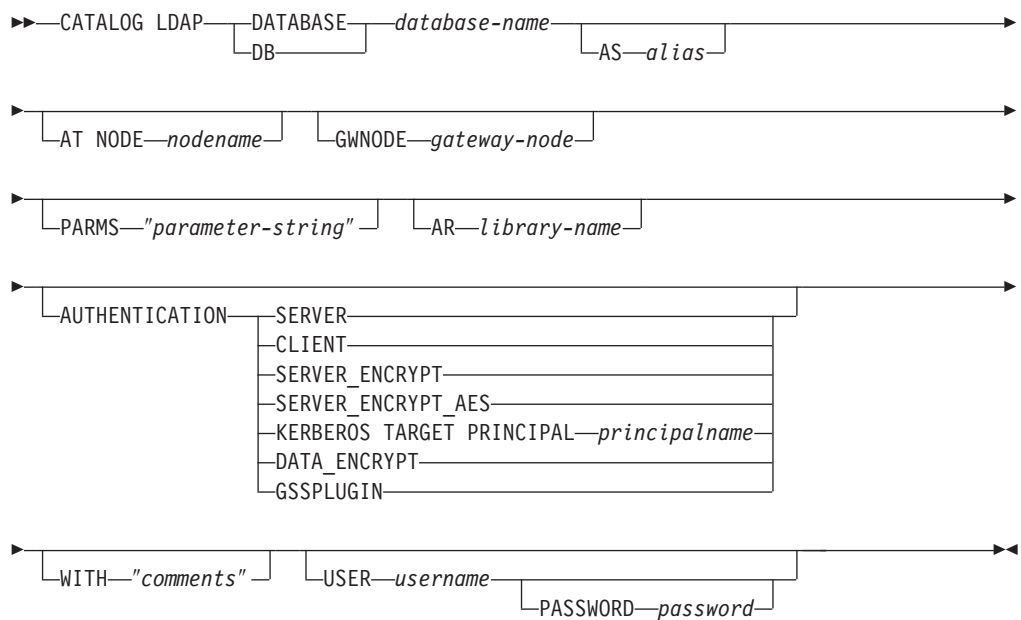 CATALOG LDAP DATABASE database-name
DB AS alias
AT NODE nodename GWNODE gateway-node
PARMS "parameter-string" AR library-name
AUTHENTICATION SERVER
CLIENT
SERVER_ENCRYPT
SERVER_ENCRYPT_AES
KERBEROS TARGET PRINCIPAL principalname
DATA_ENCRYPT
GSSPLUGIN
WITH "comments" USER username
PASSWORD password